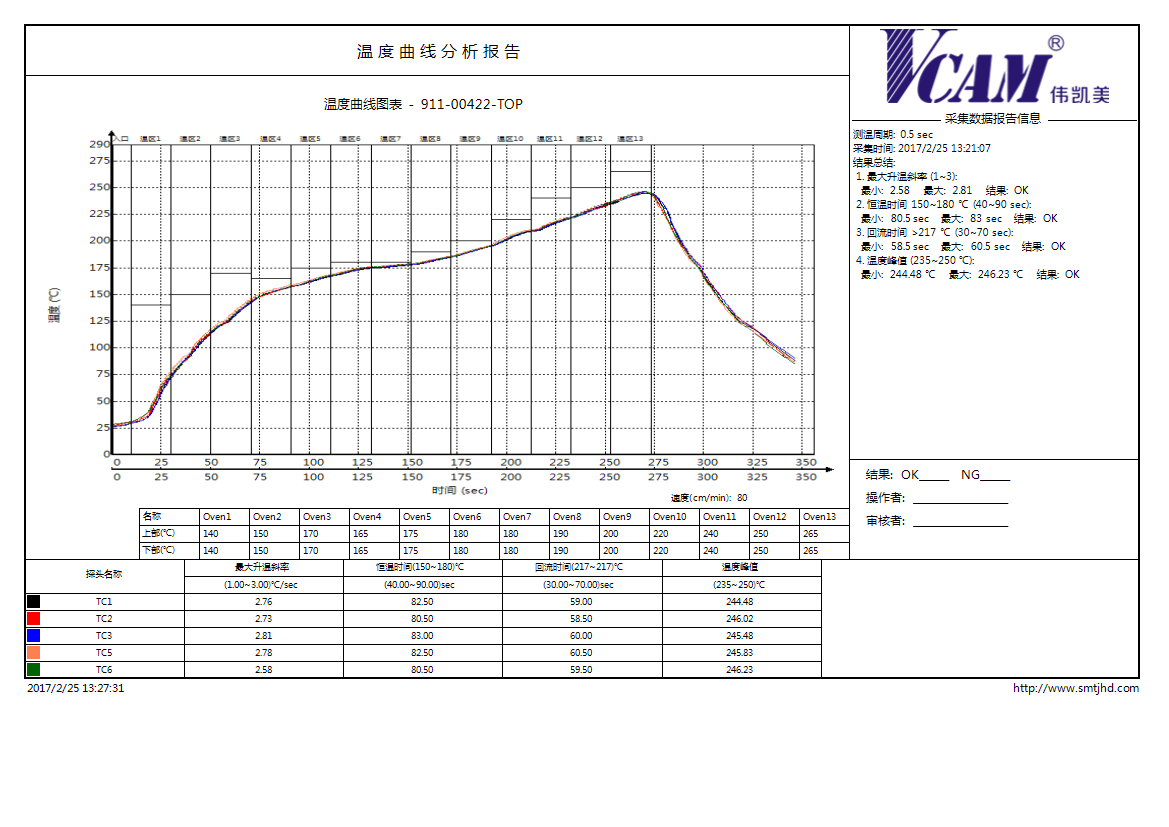 温度曲线分析报告
VCAM® 伟凯美
温度曲线图表 - 911-00422-TOP
采集数据报告信息
测温周期: 0.5 sec
采集时间: 2017/2/25 13:21:07
结果总结:
1. 最大升温斜率 (1~3):
最小: 2.58 最大: 2.81 结果: OK
2. 恒温时间 150~180 ℃ (40~90 sec):
最小: 80.5 sec 最大: 83 sec 结果: OK
3. 回流时间 >217 ℃ (30~70 sec):
最小: 58.5 sec 最大: 60.5 sec 结果: OK
4. 温度峰值 (235~250 ℃):
最小: 244.48 ℃ 最大: 246.23 ℃ 结果: OK
入口 温区1 温区2 温区3 温区4 温区5 温区6 温区7 温区8 温区9 温区10 温区11 温区12 温区13
290
275
250
225
200
175
150
125
100
75
50
25
0
温度 (℃)
0 25 50 75 100 125 150 175 200 225 250 275 300 325 350
0 25 50 75 100 125 150 175 200 225 250 275 300 325 350
时间 (sec)
速度(cm/min): 80
名称 Oven1 Oven2 Oven3 Oven4 Oven5 Oven6 Oven7 Oven8 Oven9 Oven10 Oven11 Oven12 Oven13
上部(℃) 140 150 170 165 175 180 180 190 200 220 240 250 265
下部(℃) 140 150 170 165 175 180 180 190 200 220 240 250 265
结果: OK_____ NG_____
操作者: ________________
审核者: ________________
探头名称 最大升温斜率 恒温时间(150~180)℃ 回流时间(217~217)℃ 温度峰值
(1.00~3.00)℃/sec (40.00~90.00)sec (30.00~70.00)sec (235~250)℃
TC1 2.76 82.50 59.00 244.48
TC2 2.73 80.50 58.50 246.02
TC3 2.81 83.00 60.00 245.48
TC5 2.78 82.50 60.50 245.83
TC6 2.58 80.50 59.50 246.23
2017/2/25 13:27:31 http://www.smtjhd.com